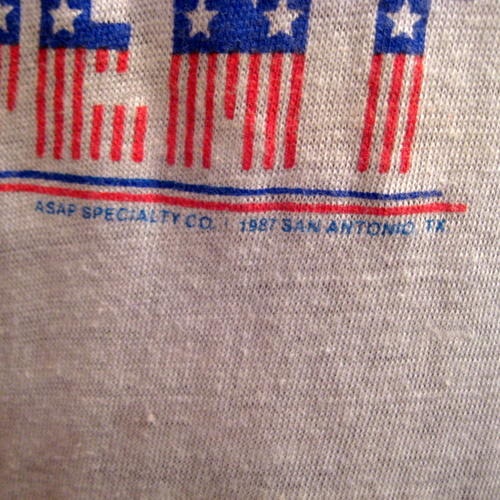 ASAP SPECIALTY CO. 1987 SAN ANTONIO, TX